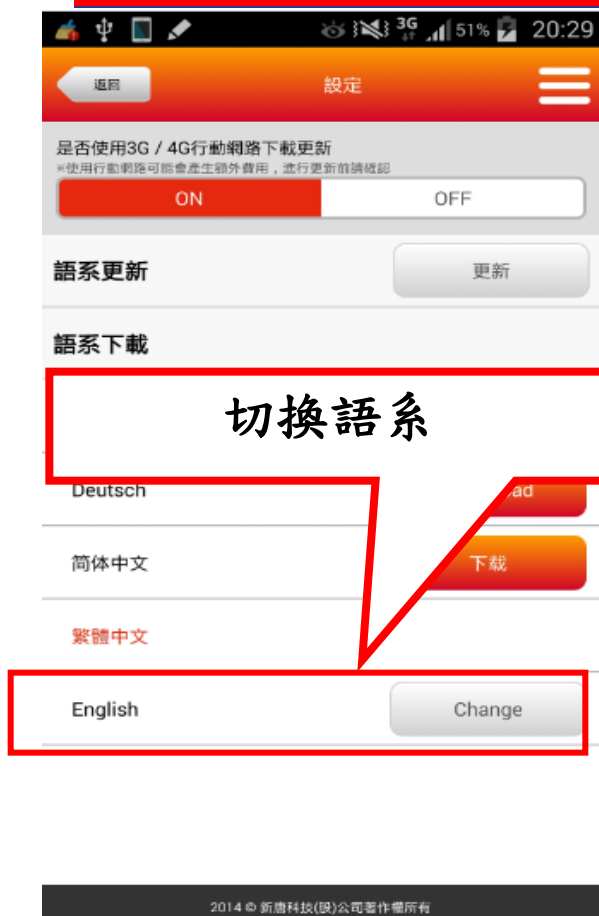 3G 51% 20:29
返回 設定
是否使用3G / 4G行動網路下載更新
※使用行動網路可能會產生額外費用，進行更新前請確認
ON OFF
語系更新 更新
語系下載
切換語系
Deutsch ad
简体中文 下载
繁體中文
English Change
2014 © 新唐科技(股)公司著作權所有